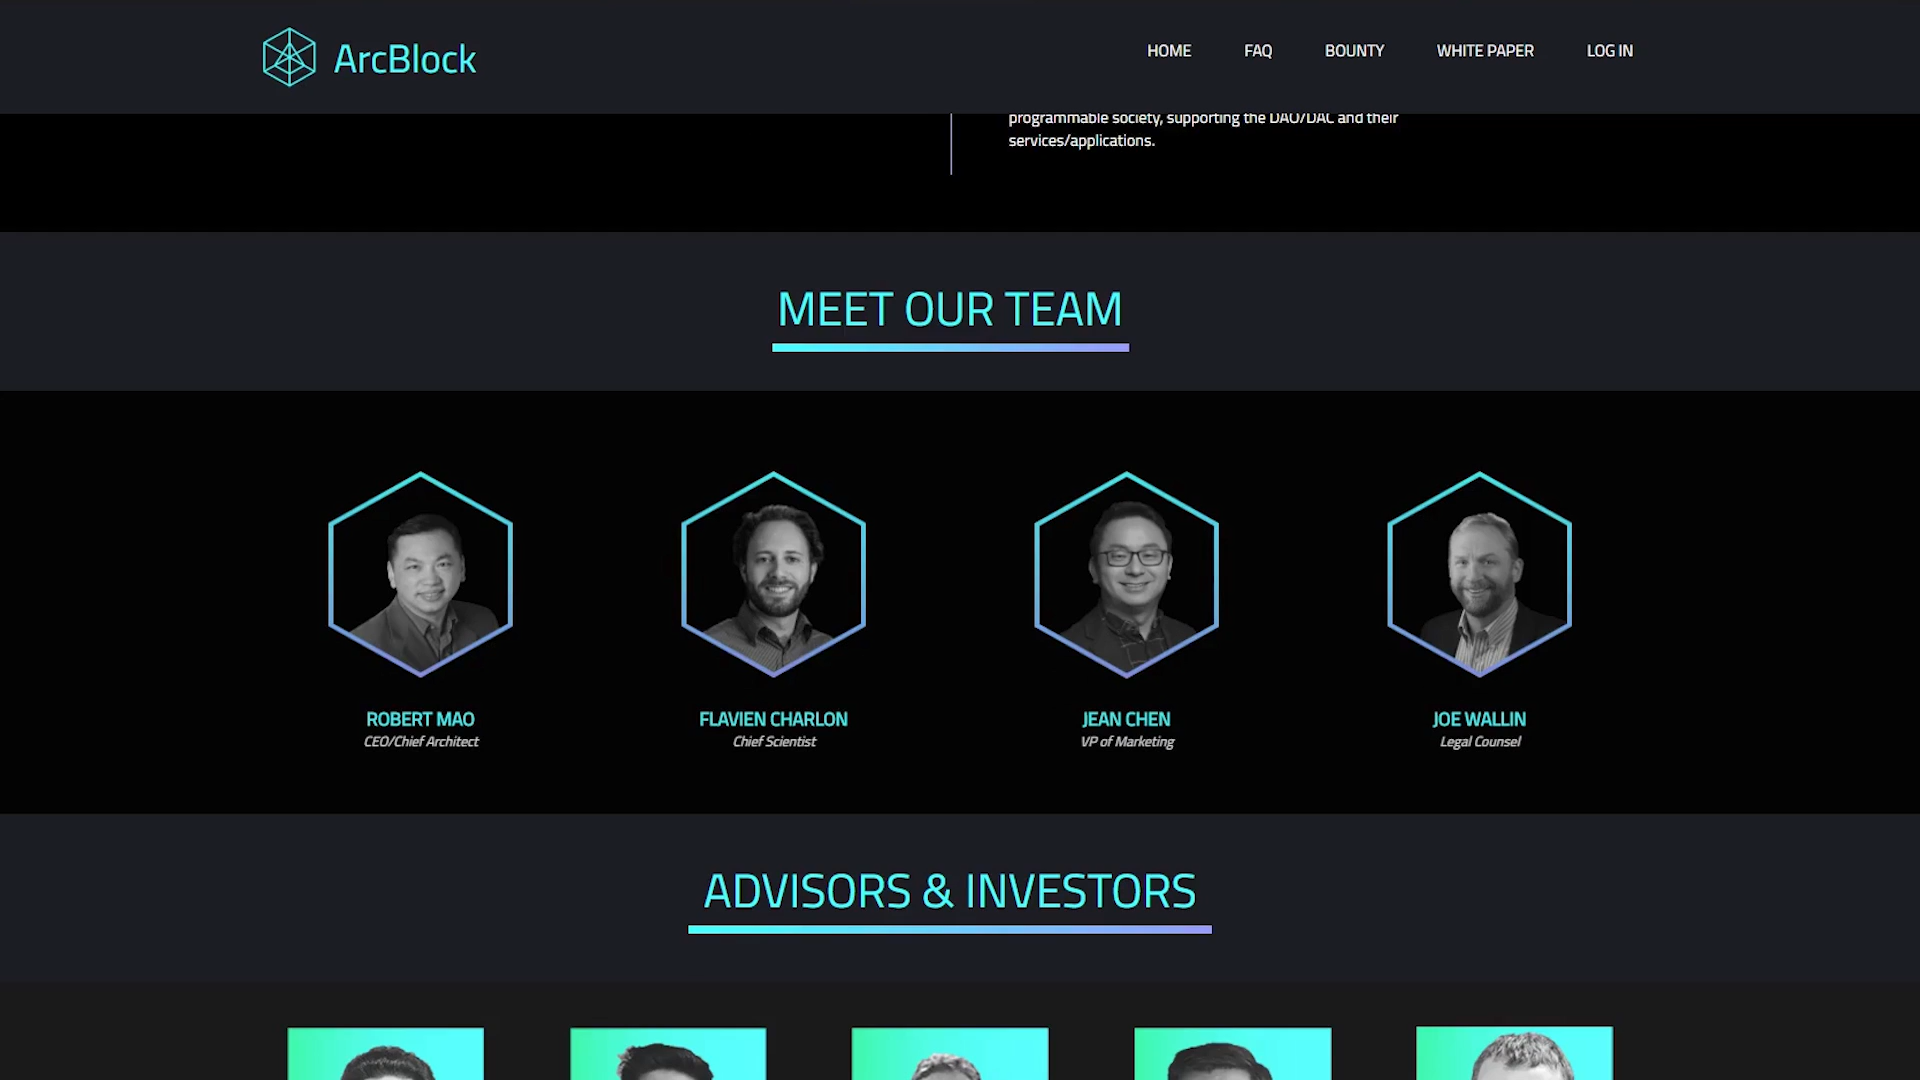 ArcBlock
HOME
FAQ
BOUNTY
WHITE PAPER
LOG IN
programmable society, supporting the DAO/DAC and their
services/applications.
MEET OUR TEAM
ROBERT MAO
CEO/Chief Architect
FLAVIEN CHARLON
Chief Scientist
JEAN CHEN
VP of Marketing
JOE WALLIN
Legal Counsel
ADVISORS & INVESTORS